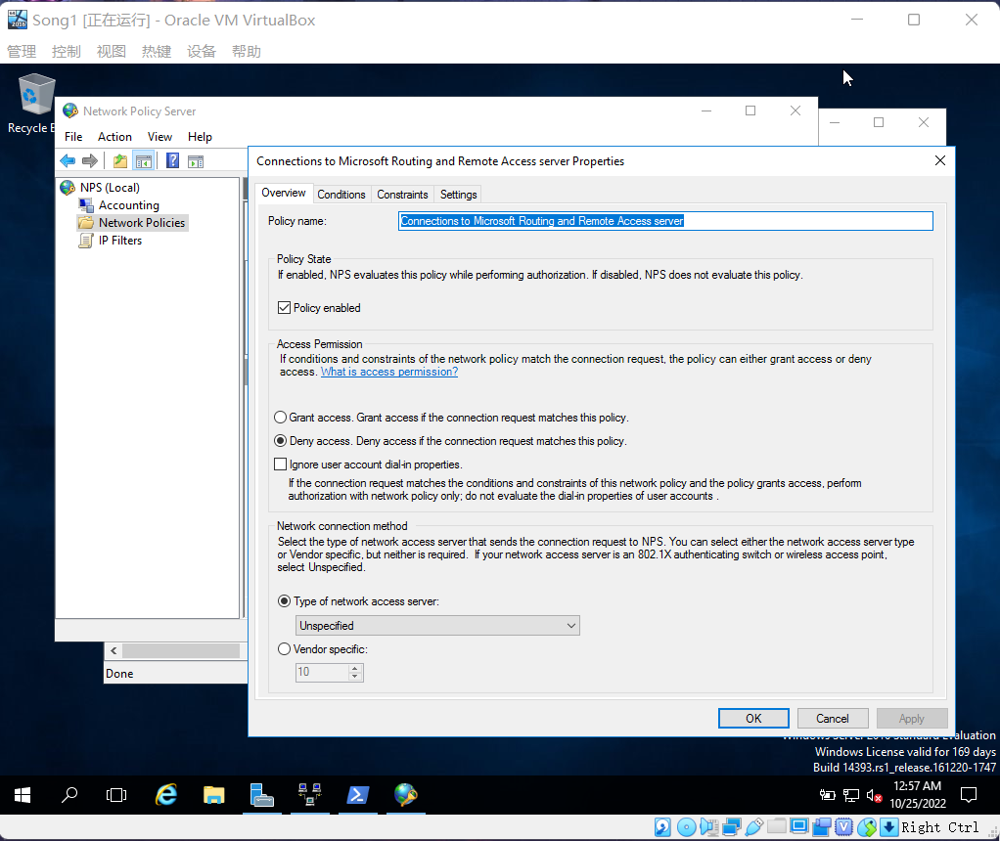 Song1 [正在运行] - Oracle VM VirtualBox
管理 控制 视图 热键 设备 帮助
Recycle
Network Policy Server
File Action View Help
Connections to Microsoft Routing and Remote Access server Properties
NPS (Local)
Accounting
Network Policies
IP Filters
Overview Conditions Constraints Settings
Policy name: Connections to Microsoft Routing and Remote Access server
Policy State
If enabled, NPS evaluates this policy while performing authorization. If disabled, NPS does not evaluate this policy.
Policy enabled
Access Permission
If conditions and constraints of the network policy match the connection request, the policy can either grant access or deny
access. What is access permission?
Grant access. Grant access if the connection request matches this policy.
Deny access. Deny access if the connection request matches this policy.
Ignore user account dial-in properties.
If the connection request matches the conditions and constraints of this network policy and the policy grants access, perform
authorization with network policy only; do not evaluate the dial-in properties of user accounts .
Network connection method
Select the type of network access server that sends the connection request to NPS. You can select either the network access server type
or Vendor specific, but neither is required. If your network access server is an 802.1X authenticating switch or wireless access point,
select Unspecified.
Type of network access server:
Unspecified
Vendor specific:
10
Done
OK Cancel Apply
Windows Server 2016 Standard Evaluation
Windows License valid for 169 days
Build 14393.rs1_release.161220-1747
12:57 AM
10/25/2022
Right Ctrl